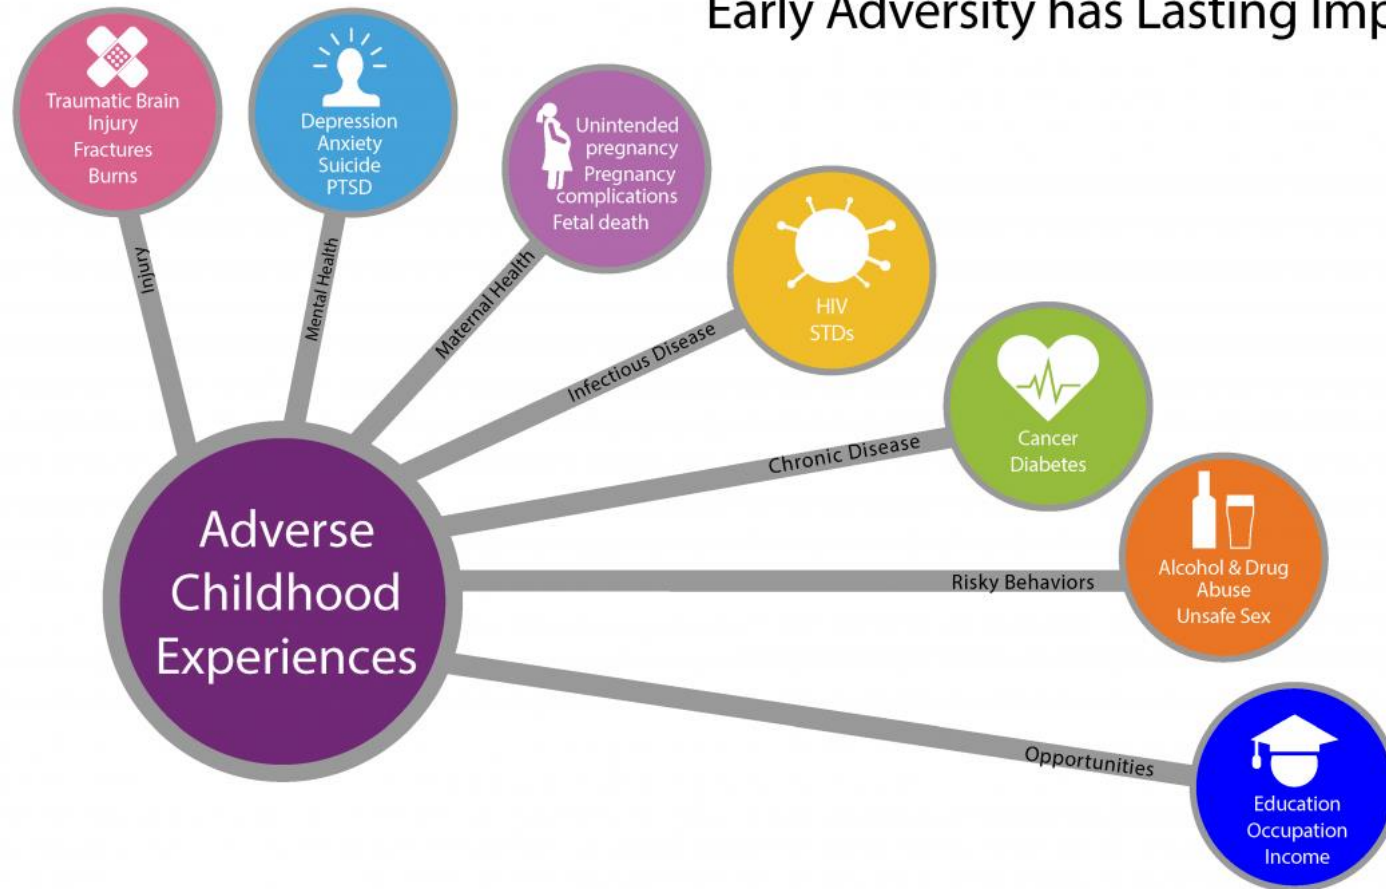 Early Adversity has Lasting Imp
Traumatic Brain
Injury
Fractures
Burns
Depression
Anxiety
Suicide
PTSD
Unintended
pregnancy
Pregnancy
complications
Fetal death
HIV
STDs
Cancer
Diabetes
Alcohol & Drug
Abuse
Unsafe Sex
Education
Occupation
Income
Injury
Mental Health
Maternal Health
Infectious Disease
Chronic Disease
Risky Behaviors
Opportunities
Adverse
Childhood
Experiences